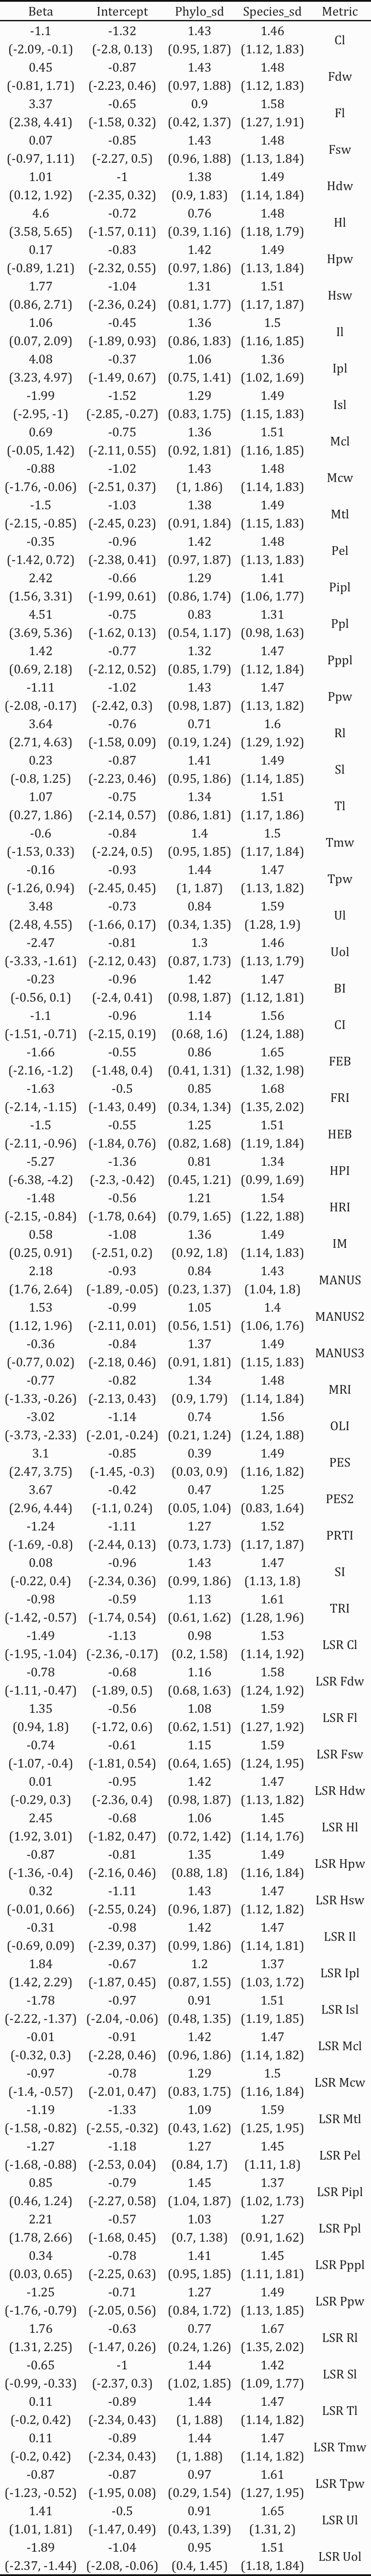 Beta Intercept Phylo_sd Species_sd Metric
-1.1 -1.32 1.43 1.46 Cl
(-2.09, -0.1) (-2.8, 0.13) (0.95, 1.87) (1.12, 1.83)
0.45 -0.87 1.43 1.48 Fdw
(-0.81, 1.71) (-2.23, 0.46) (0.97, 1.88) (1.12, 1.83)
3.37 -0.65 0.9 1.58 Fl
(2.38, 4.41) (-1.58, 0.32) (0.42, 1.37) (1.27, 1.91)
0.07 -0.85 1.43 1.48 Fsw
(-0.97, 1.11) (-2.27, 0.5) (0.96, 1.88) (1.13, 1.84)
1.01 -1 1.38 1.49 Hdw
(0.12, 1.92) (-2.35, 0.32) (0.9, 1.83) (1.14, 1.84)
4.6 -0.72 0.76 1.48 Hl
(3.58, 5.65) (-1.57, 0.11) (0.39, 1.16) (1.18, 1.79)
0.17 -0.83 1.42 1.49 Hpw
(-0.89, 1.21) (-2.32, 0.55) (0.97, 1.86) (1.13, 1.84)
1.77 -1.04 1.31 1.51 Hsw
(0.86, 2.71) (-2.36, 0.24) (0.81, 1.77) (1.17, 1.87)
1.06 -0.45 1.36 1.5 Il
(0.07, 2.09) (-1.89, 0.93) (0.86, 1.83) (1.16, 1.85)
4.08 -0.37 1.06 1.36 Ipl
(3.23, 4.97) (-1.49, 0.67) (0.75, 1.41) (1.02, 1.69)
-1.99 -1.52 1.29 1.49 Isl
(-2.95, -1) (-2.85, -0.27) (0.83, 1.75) (1.15, 1.83)
0.69 -0.75 1.36 1.51 Mcl
(-0.05, 1.42) (-2.11, 0.55) (0.92, 1.81) (1.16, 1.85)
-0.88 -1.02 1.43 1.48 Mcw
(-1.76, -0.06) (-2.51, 0.37) (1, 1.86) (1.14, 1.83)
-1.5 -1.03 1.38 1.49 Mtl
(-2.15, -0.85) (-2.45, 0.23) (0.91, 1.84) (1.15, 1.83)
-0.35 -0.96 1.42 1.48 Pel
(-1.42, 0.72) (-2.38, 0.41) (0.97, 1.87) (1.13, 1.83)
2.42 -0.66 1.29 1.41 Pipl
(1.56, 3.31) (-1.99, 0.61) (0.86, 1.74) (1.06, 1.77)
4.51 -0.75 0.83 1.31 Ppl
(3.69, 5.36) (-1.62, 0.13) (0.54, 1.17) (0.98, 1.63)
1.42 -0.77 1.32 1.47 Pppl
(0.69, 2.18) (-2.12, 0.52) (0.85, 1.79) (1.12, 1.84)
-1.11 -1.02 1.43 1.47 Ppw
(-2.08, -0.17) (-2.42, 0.3) (0.98, 1.87) (1.13, 1.82)
3.64 -0.76 0.71 1.6 Rl
(2.71, 4.63) (-1.58, 0.09) (0.19, 1.24) (1.29, 1.92)
0.23 -0.87 1.41 1.49 Sl
(-0.8, 1.25) (-2.23, 0.46) (0.95, 1.86) (1.14, 1.85)
1.07 -0.75 1.34 1.51 Tl
(0.27, 1.86) (-2.14, 0.57) (0.86, 1.81) (1.17, 1.86)
-0.6 -0.84 1.4 1.5 Tmw
(-1.53, 0.33) (-2.24, 0.5) (0.95, 1.85) (1.17, 1.84)
-0.16 -0.93 1.44 1.47 Tpw
(-1.26, 0.94) (-2.45, 0.45) (1, 1.87) (1.13, 1.82)
3.48 -0.73 0.84 1.59 Ul
(2.48, 4.55) (-1.66, 0.17) (0.34, 1.35) (1.28, 1.9)
-2.47 -0.81 1.3 1.46 Uol
(-3.33, -1.61) (-2.12, 0.43) (0.87, 1.73) (1.13, 1.79)
-0.23 -0.96 1.42 1.47 BI
(-0.56, 0.1) (-2.4, 0.41) (0.98, 1.87) (1.12, 1.81)
-1.1 -0.96 1.14 1.56 CI
(-1.51, -0.71) (-2.15, 0.19) (0.68, 1.6) (1.24, 1.88)
-1.66 -0.55 0.86 1.65 FEB
(-2.16, -1.2) (-1.48, 0.4) (0.41, 1.31) (1.32, 1.98)
-1.63 -0.5 0.85 1.68 FRI
(-2.14, -1.15) (-1.43, 0.49) (0.34, 1.34) (1.35, 2.02)
-1.5 -0.55 1.25 1.51 HEB
(-2.11, -0.96) (-1.84, 0.76) (0.82, 1.68) (1.19, 1.84)
-5.27 -1.36 0.81 1.34 HPI
(-6.38, -4.2) (-2.3, -0.42) (0.45, 1.21) (0.99, 1.69)
-1.48 -0.56 1.21 1.54 HRI
(-2.15, -0.84) (-1.78, 0.64) (0.79, 1.65) (1.22, 1.88)
0.58 -1.08 1.36 1.49 IM
(0.25, 0.91) (-2.51, 0.2) (0.92, 1.8) (1.14, 1.83)
2.18 -0.93 0.84 1.43 MANUS
(1.76, 2.64) (-1.89, -0.05) (0.23, 1.37) (1.04, 1.8)
1.53 -0.99 1.05 1.4 MANUS2
(1.12, 1.96) (-2.11, 0.01) (0.56, 1.51) (1.06, 1.76)
-0.36 -0.84 1.37 1.49 MANUS3
(-0.77, 0.02) (-2.18, 0.46) (0.91, 1.81) (1.15, 1.83)
-0.77 -0.82 1.34 1.48 MRI
(-1.33, -0.26) (-2.13, 0.43) (0.9, 1.79) (1.14, 1.84)
-3.02 -1.14 0.74 1.56 OLI
(-3.73, -2.33) (-2.01, -0.24) (0.21, 1.24) (1.24, 1.88)
3.1 -0.85 0.39 1.49 PES
(2.47, 3.75) (-1.45, -0.3) (0.03, 0.9) (1.16, 1.82)
3.67 -0.42 0.47 1.25 PES2
(2.96, 4.44) (-1.1, 0.24) (0.05, 1.04) (0.83, 1.64)
-1.24 -1.11 1.27 1.52 PRTI
(-1.69, -0.8) (-2.44, 0.13) (0.73, 1.73) (1.17, 1.87)
0.08 -0.96 1.43 1.47 SI
(-0.22, 0.4) (-2.34, 0.36) (0.99, 1.86) (1.13, 1.8)
-0.98 -0.59 1.13 1.61 TRI
(-1.42, -0.57) (-1.74, 0.54) (0.61, 1.62) (1.28, 1.96)
-1.49 -1.13 0.98 1.53 LSR Cl
(-1.95, -1.04) (-2.36, -0.17) (0.2, 1.58) (1.14, 1.92)
-0.78 -0.68 1.16 1.58 LSR Fdw
(-1.11, -0.47) (-1.89, 0.5) (0.68, 1.63) (1.24, 1.92)
1.35 -0.56 1.08 1.59 LSR Fl
(0.94, 1.8) (-1.72, 0.6) (0.62, 1.51) (1.27, 1.92)
-0.74 -0.61 1.15 1.59 LSR Fsw
(-1.07, -0.4) (-1.81, 0.54) (0.64, 1.65) (1.24, 1.95)
0.01 -0.95 1.42 1.47 LSR Hdw
(-0.29, 0.3) (-2.36, 0.4) (0.98, 1.87) (1.13, 1.82)
2.45 -0.68 1.06 1.45 LSR Hl
(1.92, 3.01) (-1.82, 0.47) (0.72, 1.42) (1.14, 1.76)
-0.87 -0.81 1.35 1.49 LSR Hpw
(-1.36, -0.4) (-2.16, 0.46) (0.88, 1.8) (1.16, 1.84)
0.32 -1.11 1.43 1.47 LSR Hsw
(-0.01, 0.66) (-2.55, 0.24) (0.96, 1.87) (1.12, 1.82)
-0.31 -0.98 1.42 1.47 LSR Il
(-0.69, 0.09) (-2.39, 0.37) (0.99, 1.86) (1.14, 1.81)
1.84 -0.67 1.2 1.37 LSR Ipl
(1.42, 2.29) (-1.87, 0.45) (0.87, 1.55) (1.03, 1.72)
-1.78 -0.97 0.91 1.51 LSR Isl
(-2.22, -1.37) (-2.04, -0.06) (0.48, 1.35) (1.19, 1.85)
-0.01 -0.91 1.42 1.47 LSR Mcl
(-0.32, 0.3) (-2.28, 0.46) (0.96, 1.86) (1.14, 1.82)
-0.97 -0.78 1.29 1.5 LSR Mcw
(-1.4, -0.57) (-2.01, 0.47) (0.83, 1.75) (1.16, 1.84)
-1.19 -1.33 1.09 1.59 LSR Mtl
(-1.58, -0.82) (-2.55, -0.32) (0.43, 1.62) (1.25, 1.95)
-1.27 -1.18 1.27 1.45 LSR Pel
(-1.68, -0.88) (-2.53, 0.04) (0.84, 1.7) (1.11, 1.8)
0.85 -0.79 1.45 1.37 LSR Pipl
(0.46, 1.24) (-2.27, 0.58) (1.04, 1.87) (1.02, 1.73)
2.21 -0.57 1.03 1.27 LSR Ppl
(1.78, 2.66) (-1.68, 0.45) (0.7, 1.38) (0.91, 1.62)
0.34 -0.78 1.41 1.45 LSR Pppl
(0.03, 0.65) (-2.25, 0.63) (0.95, 1.85) (1.11, 1.81)
-1.25 -0.71 1.27 1.49 LSR Ppw
(-1.76, -0.79) (-2.05, 0.56) (0.84, 1.72) (1.13, 1.85)
1.76 -0.63 0.77 1.67 LSR Rl
(1.31, 2.25) (-1.47, 0.26) (0.24, 1.26) (1.35, 2.02)
-0.65 -1 1.44 1.42 LSR Sl
(-0.99, -0.33) (-2.37, 0.3) (1.02, 1.85) (1.09, 1.77)
0.11 -0.89 1.44 1.47 LSR Tl
(-0.2, 0.42) (-2.34, 0.43) (1, 1.88) (1.14, 1.82)
0.11 -0.89 1.44 1.47 LSR Tmw
(-0.2, 0.42) (-2.34, 0.43) (1, 1.88) (1.14, 1.82)
-0.87 -0.87 0.97 1.61 LSR Tpw
(-1.23, -0.52) (-1.95, 0.08) (0.29, 1.54) (1.27, 1.95)
1.41 -0.5 0.91 1.65 LSR Ul
(1.01, 1.81) (-1.47, 0.49) (0.43, 1.39) (1.31, 2)
-1.89 -1.04 0.95 1.51 LSR Uol
(-2.37, -1.44) (-2.08, -0.06) (0.4, 1.45) (1.18, 1.84)